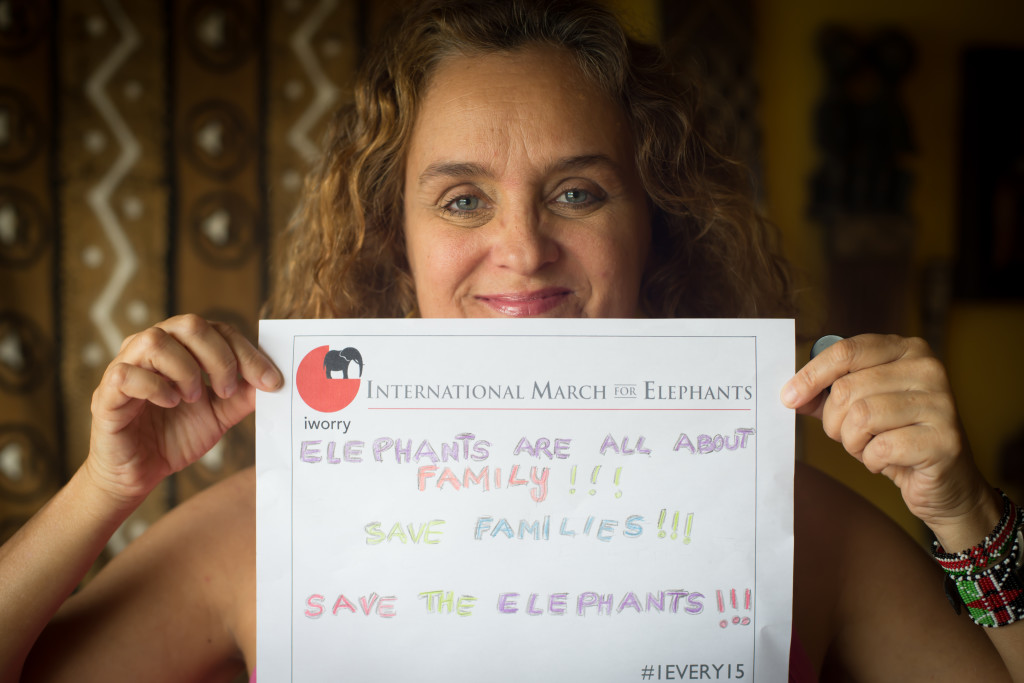 INTERNATIONAL MARCH FOR ELEPHANTS
iworry
ELEPHANTS ARE ALL ABOUT
FAMILY!!!
SAVE FAMILIES!!!
SAVE THE ELEPHANTS!!!
#1EVERY15